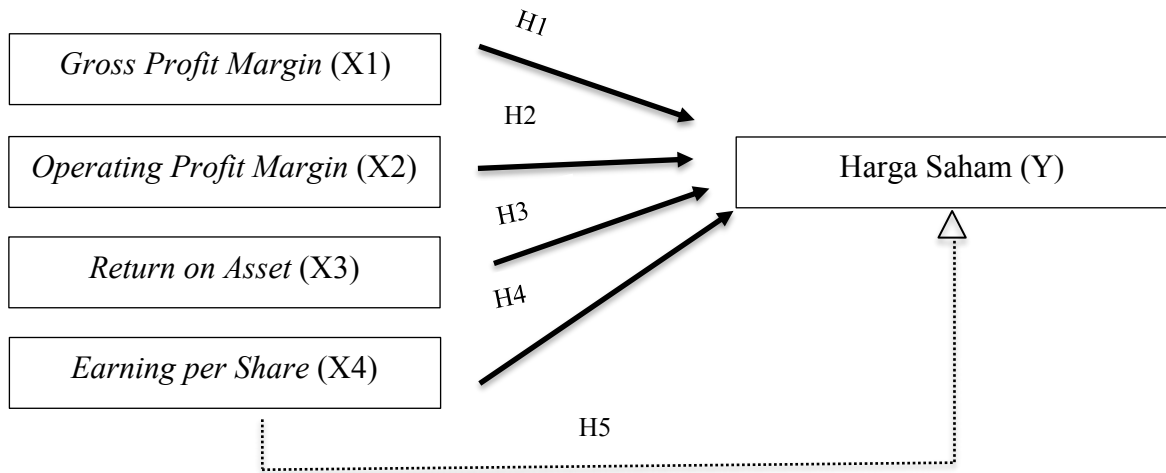 H1
Gross Profit Margin (X1)
H2
Operating Profit Margin (X2)
Harga Saham (Y)
H3
Return on Asset (X3)
H4
Earning per Share (X4)
H5